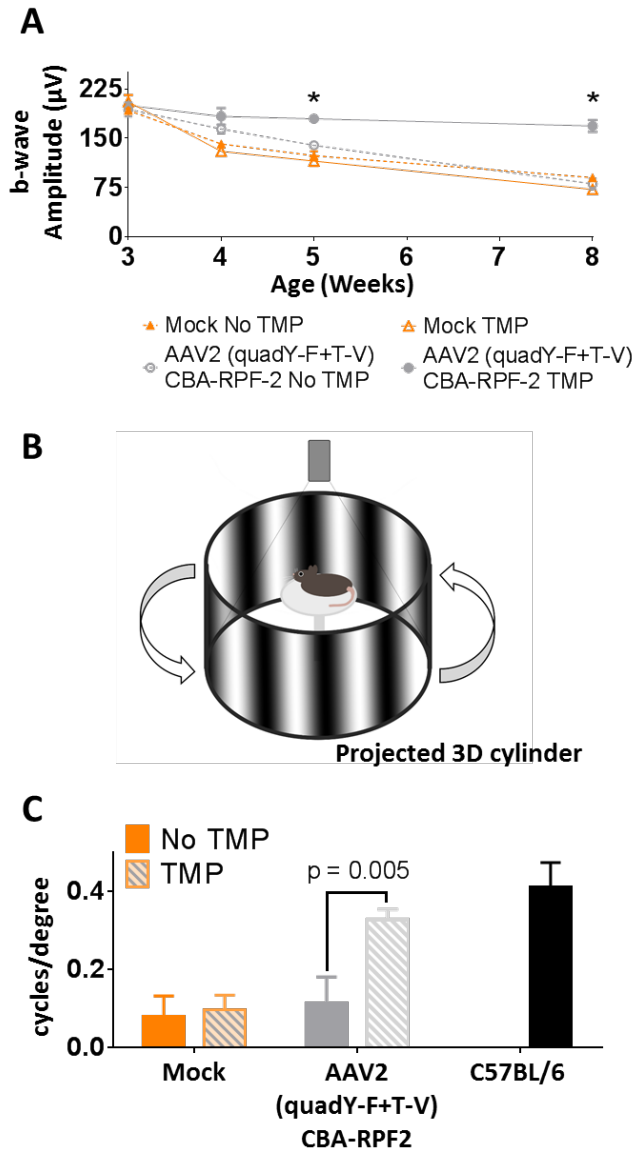 A
b-wave
Amplitude (µV)
225
150
75
0
*
*
3 4 5 6 7 8
Age (Weeks)
Mock No TMP
Mock TMP
AAV2 (quadY-F+T-V)
CBA-RPF-2 No TMP
AAV2 (quadY-F+T-V)
CBA-RPF-2 TMP
B
Projected 3D cylinder
C
No TMP
TMP
p = 0.005
cycles/degree
0.4
0.2
0.0
Mock
AAV2
(quadY-F+T-V)
CBA-RPF2
C57BL/6